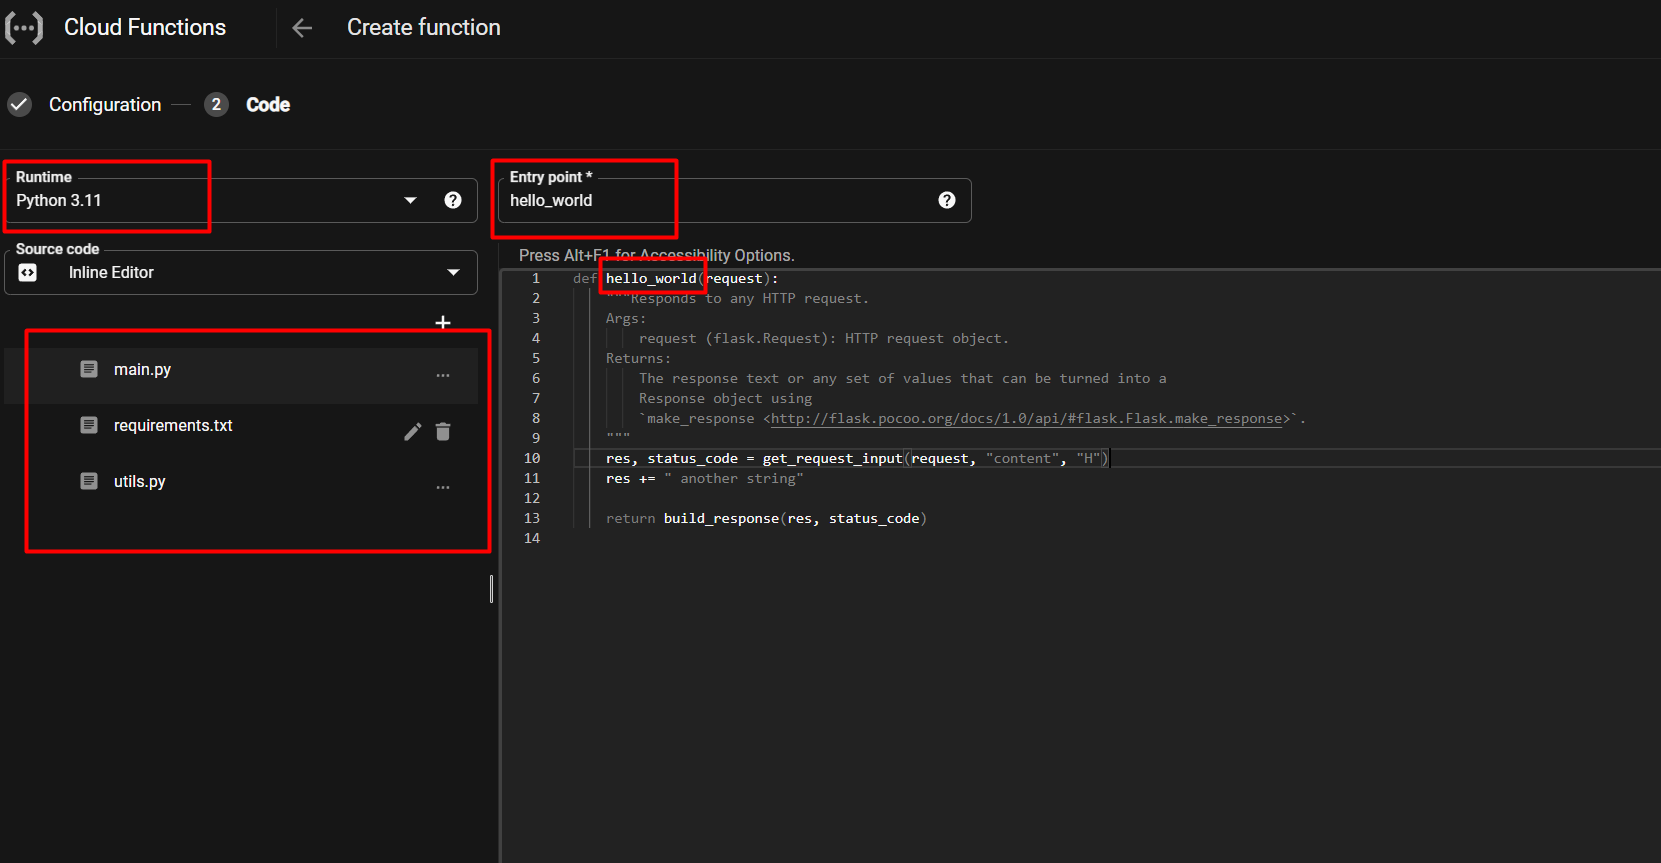 Cloud Functions
Create function
Configuration
2
Code
Runtime
Python 3.11
Entry point *
hello_world
Source code
Inline Editor
main.py
requirements.txt
utils.py
Press Alt+F1 for Accessibility Options.
1 def hello_world(request):
2 """Responds to any HTTP request.
3 Args:
4 request (flask.Request): HTTP request object.
5 Returns:
6 The response text or any set of values that can be turned into a
7 Response object using
8 `make_response <http://flask.pocoo.org/docs/1.0/api/#flask.Flask.make_response>`.
9 """
10 res, status_code = get_request_input(request, "content", "H")
11 res += " another string"
12
13 return build_response(res, status_code)
14